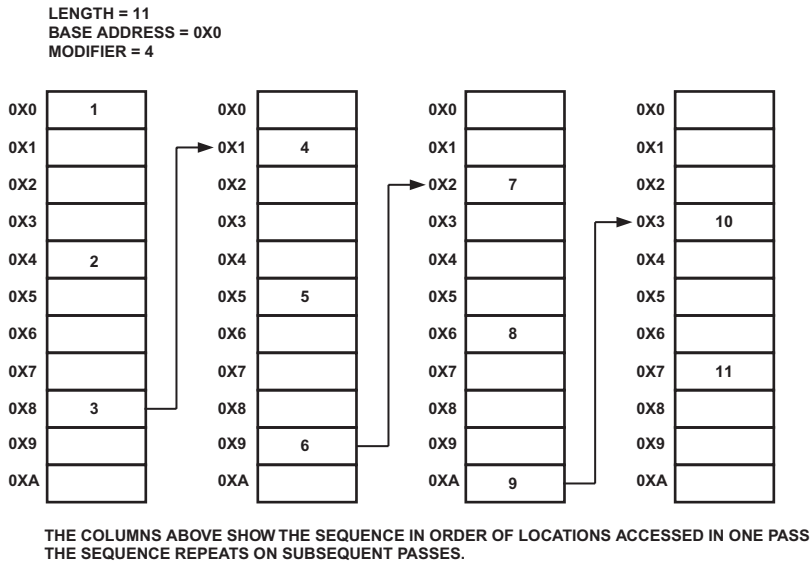 LENGTH = 11
BASE ADDRESS = 0X0
MODIFIER = 4
0X0 1 0X0 0X0 0X0
0X1 0X1 4 0X1 0X1
0X2 0X2 0X2 7 0X2
0X3 0X3 0X3 0X3 10
0X4 2 0X4 0X4 0X4
0X5 0X5 5 0X5 0X5
0X6 0X6 0X6 8 0X6
0X7 0X7 0X7 0X7 11
0X8 3 0X8 0X8 0X8
0X9 0X9 6 0X9 0X9
0XA 0XA 0XA 9 0XA
THE COLUMNS ABOVE SHOW THE SEQUENCE IN ORDER OF LOCATIONS ACCESSED IN ONE PASS
THE SEQUENCE REPEATS ON SUBSEQUENT PASSES.